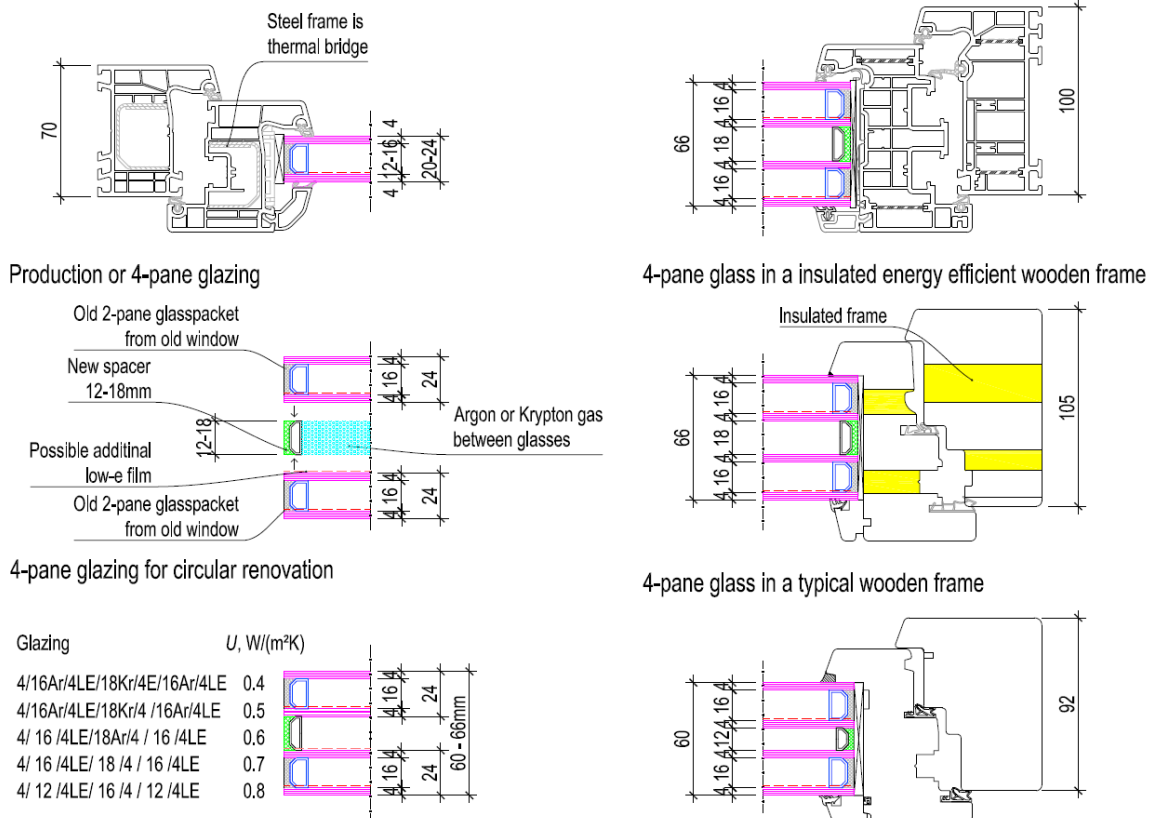 Steel frame is
thermal bridge
70
4
12-16
4
20-24
66
4
16
4
18
4
16
4
100
Production or 4-pane glazing
Old 2-pane glasspacket
from old window
New spacer
12-18mm
12-18
Possible additinal
low-e film
Old 2-pane glasspacket
from old window
Argon or Krypton gas
between glasses
4
16
4
24
4
16
4
24
4-pane glass in a insulated energy efficient wooden frame
Insulated frame
66
4
16
4
18
4
16
4
105
4-pane glazing for circular renovation
Glazing U, W/(m²K)
4/16Ar/4LE/18Kr/4E/16Ar/4LE 0.4
4/16Ar/4LE/18Kr/4 /16Ar/4LE 0.5
4/ 16 /4LE/18Ar/4 / 16 /4LE 0.6
4/ 16 /4LE/ 18 /4 / 16 /4LE 0.7
4/ 12 /4LE/ 16 /4 / 12 /4LE 0.8
4
16
4
24
4
16
4
24
60 - 66mm
4-pane glass in a typical wooden frame
60
4
16
4
12
4
16
4
92